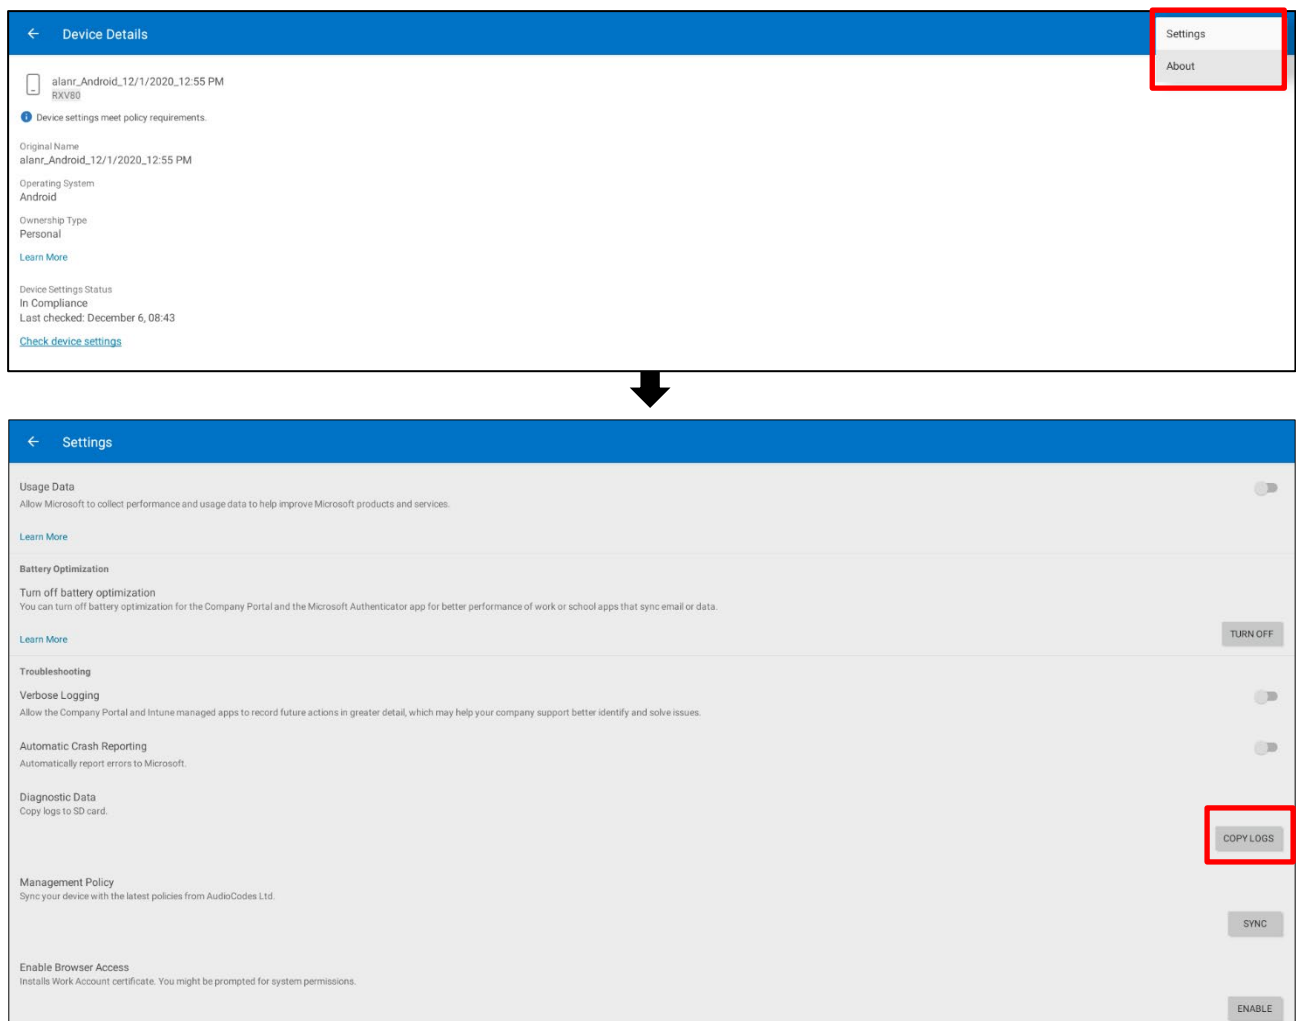 Device Details
Settings
About
alanr_Android_12/1/2020_12:55 PM
RXV80
Device settings meet policy requirements.
Original Name
alanr_Android_12/1/2020_12:55 PM
Operating System
Android
Ownership Type
Personal
Learn More
Device Settings Status
In Compliance
Last checked: December 6, 08:43
Check device settings
Settings
Usage Data
Allow Microsoft to collect performance and usage data to help improve Microsoft products and services.
Learn More
Battery Optimization
Turn off battery optimization
You can turn off battery optimization for the Company Portal and the Microsoft Authenticator app for better performance of work or school apps that sync email or data.
Learn More
TURN OFF
Troubleshooting
Verbose Logging
Allow the Company Portal and Intune managed apps to record future actions in greater detail, which may help your company support better identify and solve issues.
Automatic Crash Reporting
Automatically report errors to Microsoft.
Diagnostic Data
Copy logs to SD card.
COPY LOGS
Management Policy
Sync your device with the latest policies from AudioCodes Ltd.
SYNC
Enable Browser Access
Installs Work Account certificate. You might be prompted for system permissions.
ENABLE